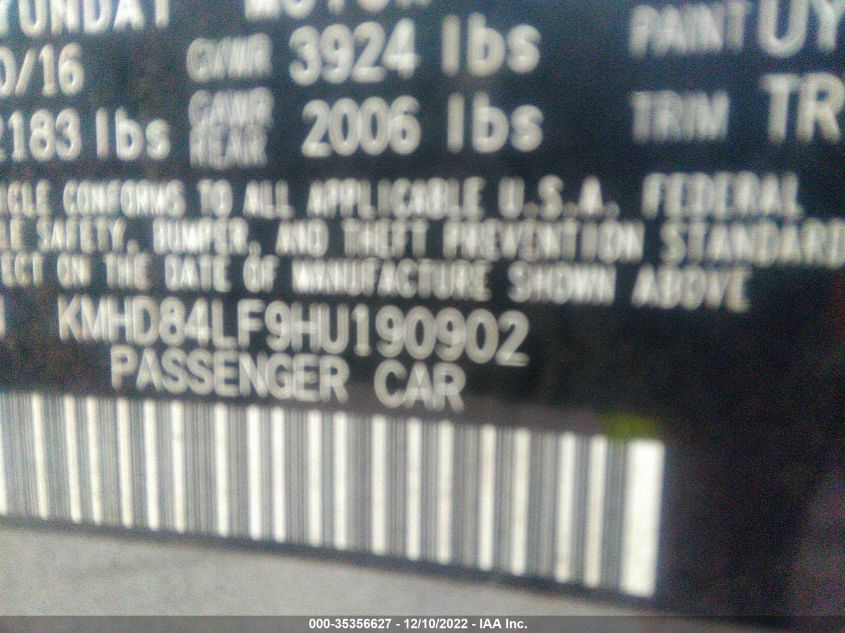 YUNDAI MOTOR
0/16 GVWR 3924 lbs PAINT UY
2183 lbs GAWR REAR 2006 lbs TRIM TR
ICLE CONFORMS TO ALL APPLICABLE U.S.A. FEDERAL
LE SAFETY, BUMPER, AND THEFT PREVENTION STANDARD
ECT ON THE DATE OF MANUFACTURE SHOWN ABOVE
KMHD84LF9HU190902
PASSENGER CAR
000-35356627 - 12/10/2022 - IAA Inc.